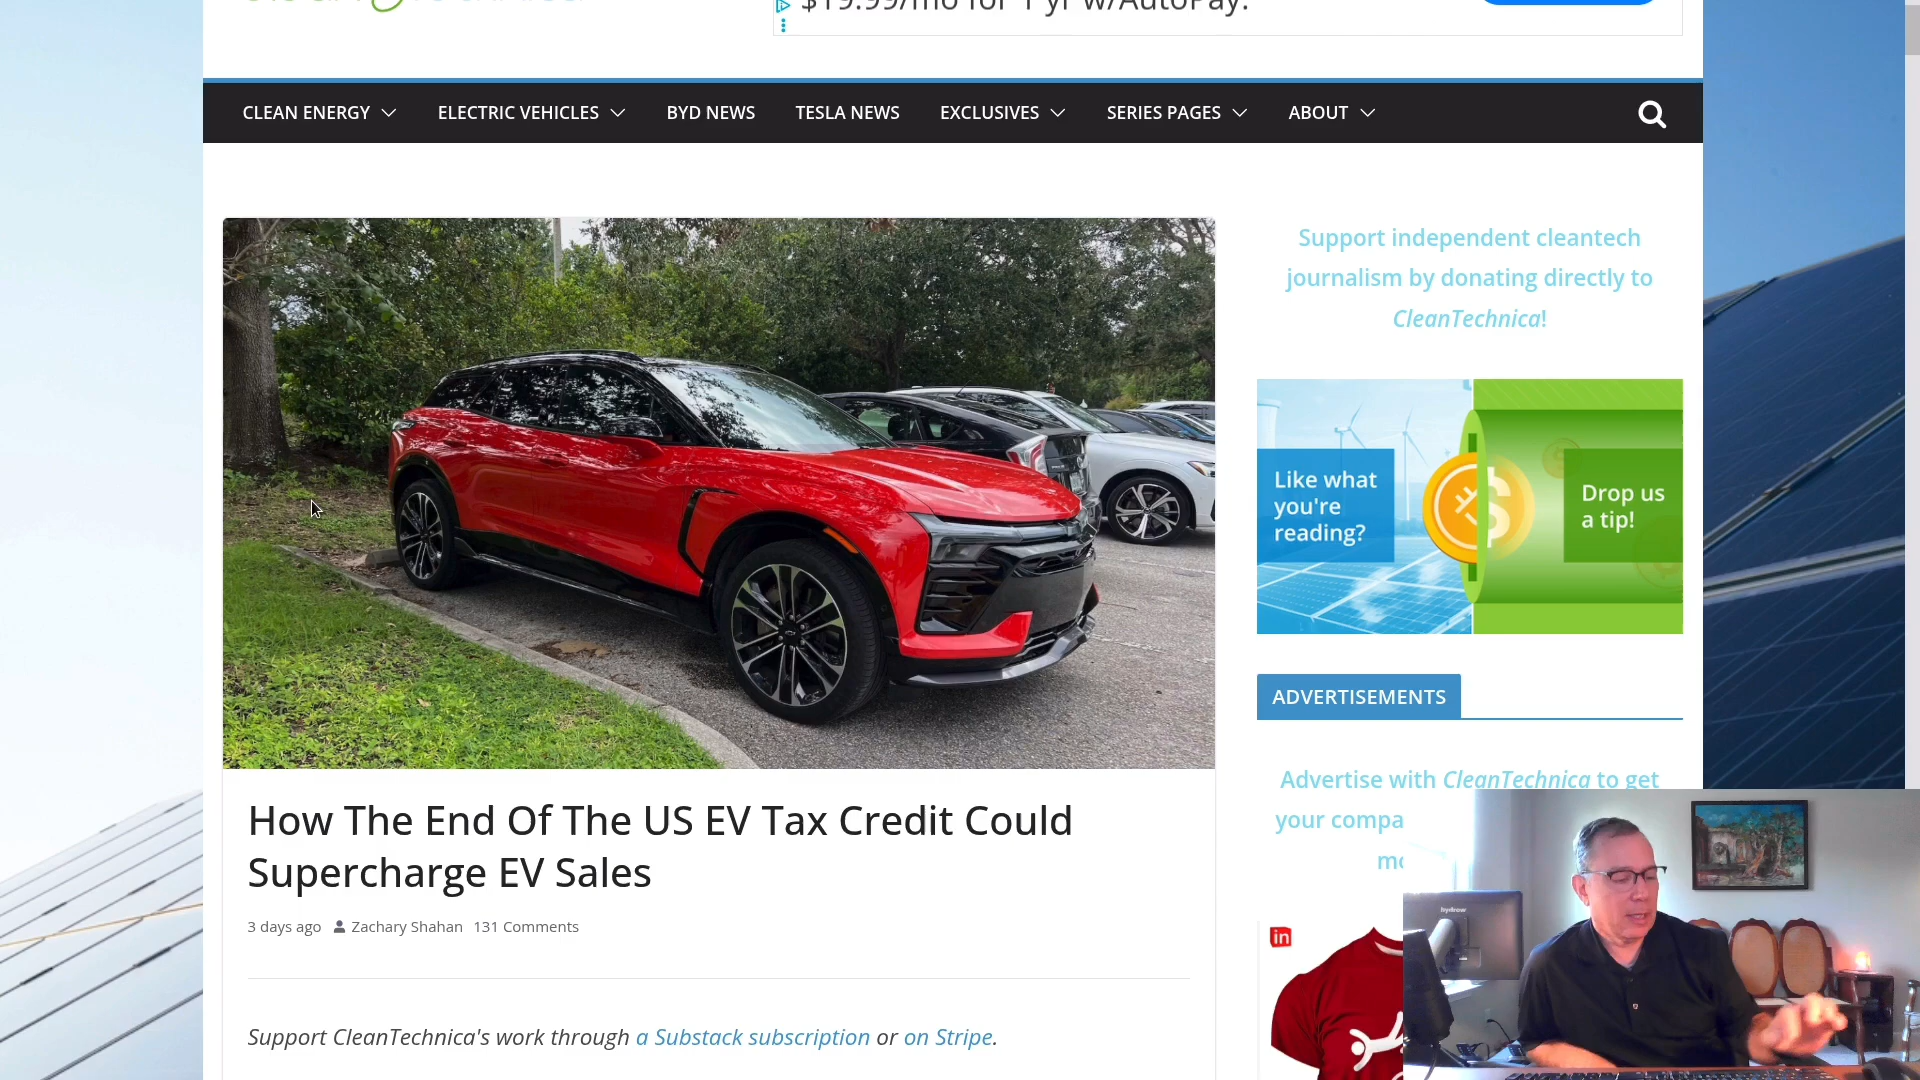 $19.99/mo for 1 yr w/AutoPay.
CLEAN ENERGY ELECTRIC VEHICLES BYD NEWS TESLA NEWS EXCLUSIVES SERIES PAGES ABOUT
Support independent cleantech
journalism by donating directly to
CleanTechnica!
Like what
you're
reading?
Drop us
a tip!
ADVERTISEMENTS
Advertise with CleanTechnica to get
your compa
How The End Of The US EV Tax Credit Could
Supercharge EV Sales
3 days ago Zachary Shahan 131 Comments
in
Support CleanTechnica's work through a Substack subscription or on Stripe.